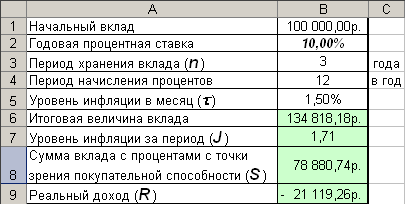 A B C
1 Начальный вклад 100 000,00р.
2 Годовая процентная ставка 10,00%
3 Период хранения вклада (n) 3 года
4 Период начисления процентов 12 в год
5 Уровень инфляции в месяц (τ) 1,50%
6 Итоговая величина вклада 134 818,18р.
7 Уровень инфляции за период (J) 1,71
Сумма вклада с процентами с точки
8 зрения покупательной способности (S) 78 880,74р.
9 Реальный доход (R) - 21 119,26р.